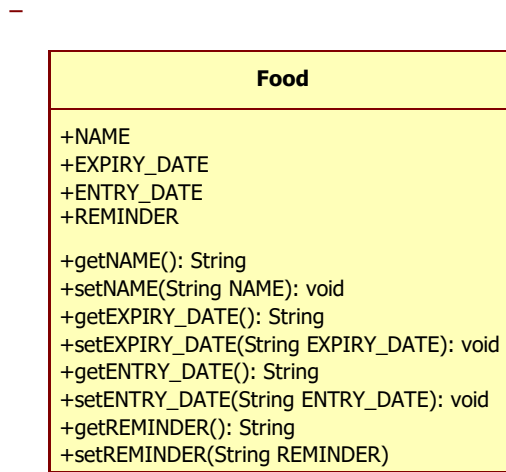 Food
+NAME
+EXPIRY_DATE
+ENTRY_DATE
+REMINDER
+getNAME(): String
+setNAME(String NAME): void
+getEXPIRY_DATE(): String
+setEXPIRY_DATE(String EXPIRY_DATE): void
+getENTRY_DATE(): String
+setENTRY_DATE(String ENTRY_DATE): void
+getREMINDER(): String
+setREMINDER(String REMINDER)